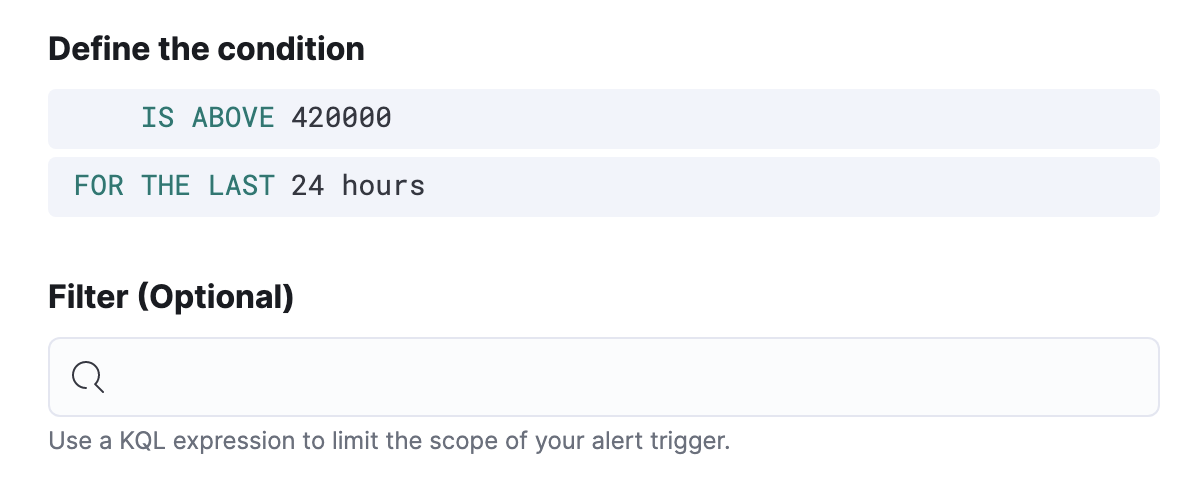 Define the condition
IS ABOVE 420000
FOR THE LAST 24 hours
Filter (Optional)
Use a KQL expression to limit the scope of your alert trigger.